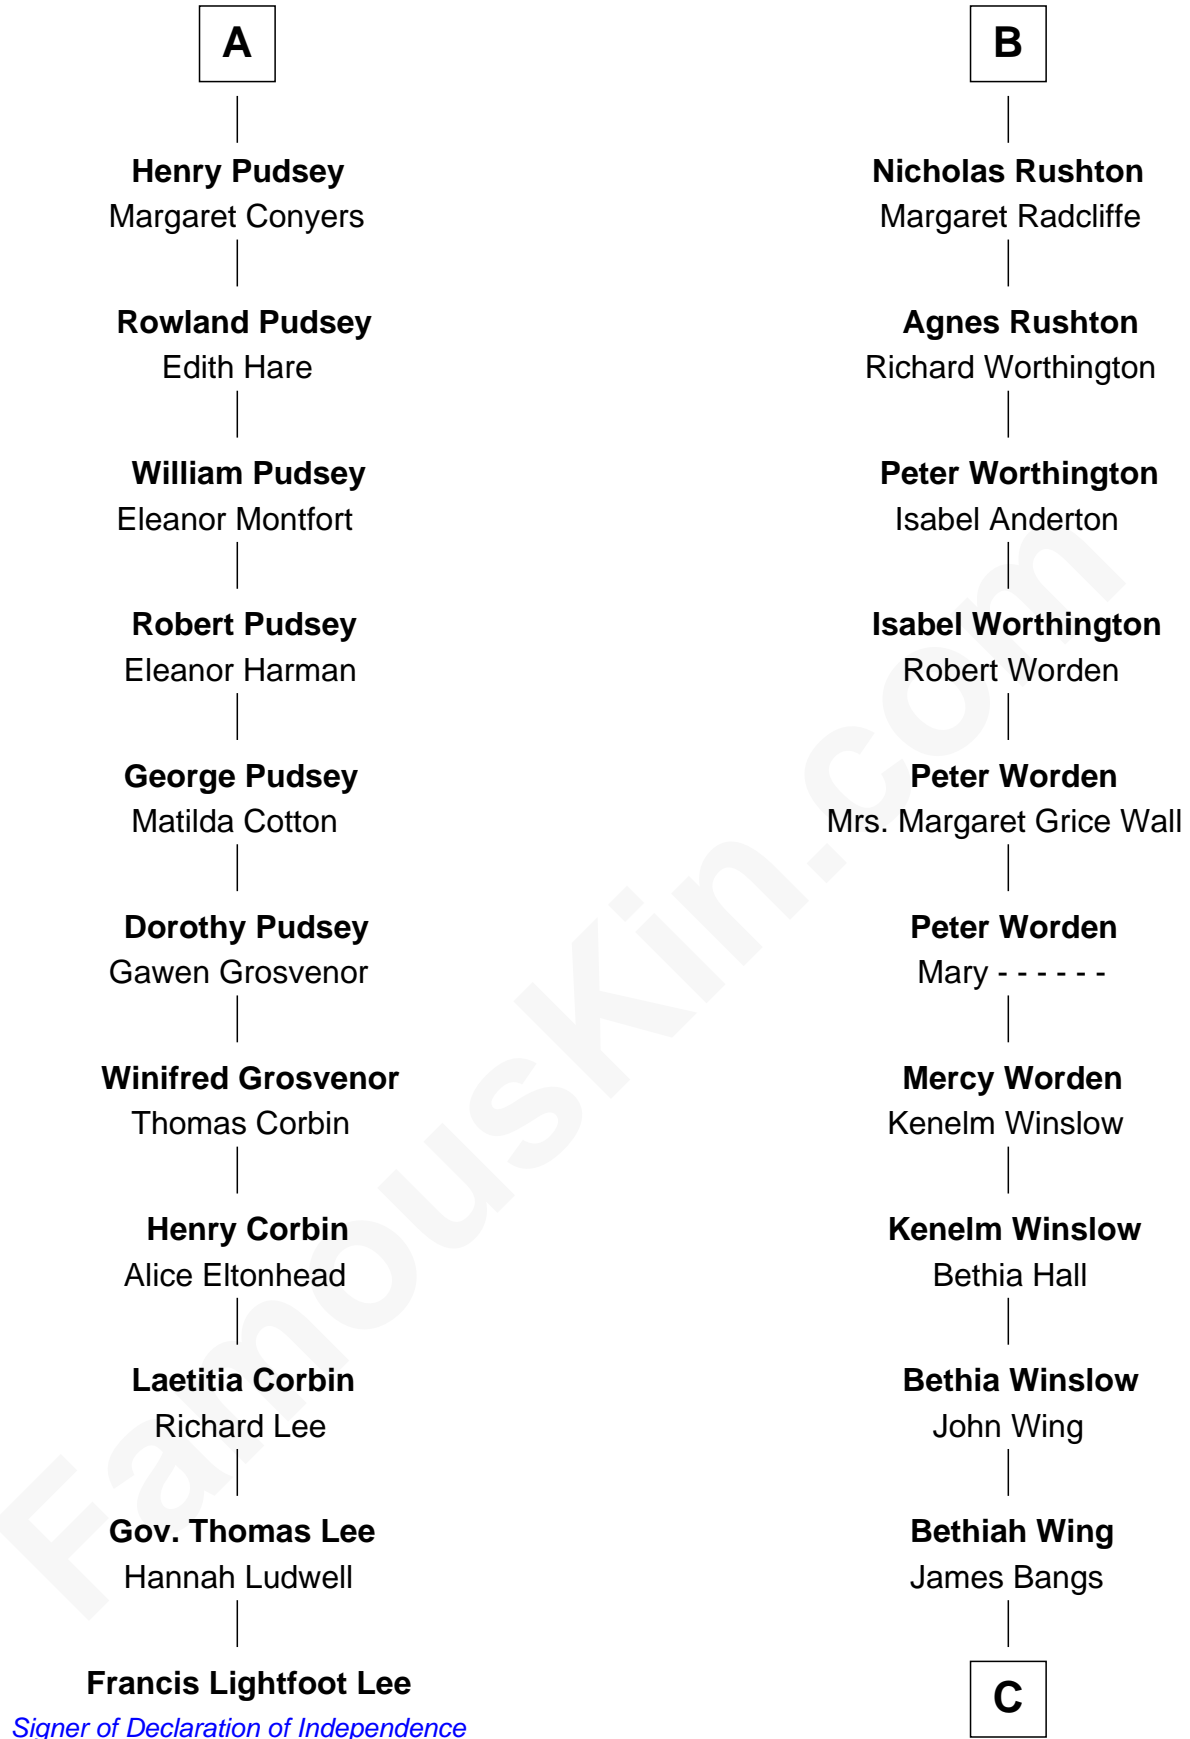 A
Henry Pudsey
Margaret Conyers
Rowland Pudsey
Edith Hare
William Pudsey
Eleanor Montfort
Robert Pudsey
Eleanor Harman
George Pudsey
Matilda Cotton
Dorothy Pudsey
Gawen Grosvenor
Winifred Grosvenor
Thomas Corbin
Henry Corbin
Alice Eltonhead
Laetitia Corbin
Richard Lee
Gov. Thomas Lee
Hannah Ludwell
Francis Lightfoot Lee
Signer of Declaration of Independence
B
Nicholas Rushton
Margaret Radcliffe
Agnes Rushton
Richard Worthington
Peter Worthington
Isabel Anderton
Isabel Worthington
Robert Worden
Peter Worden
Mrs. Margaret Grice Wall
Peter Worden
Mary - - - - - -
Mercy Worden
Kenelm Winslow
Kenelm Winslow
Bethia Hall
Bethia Winslow
John Wing
Bethiah Wing
James Bangs
C
FamousKin.com